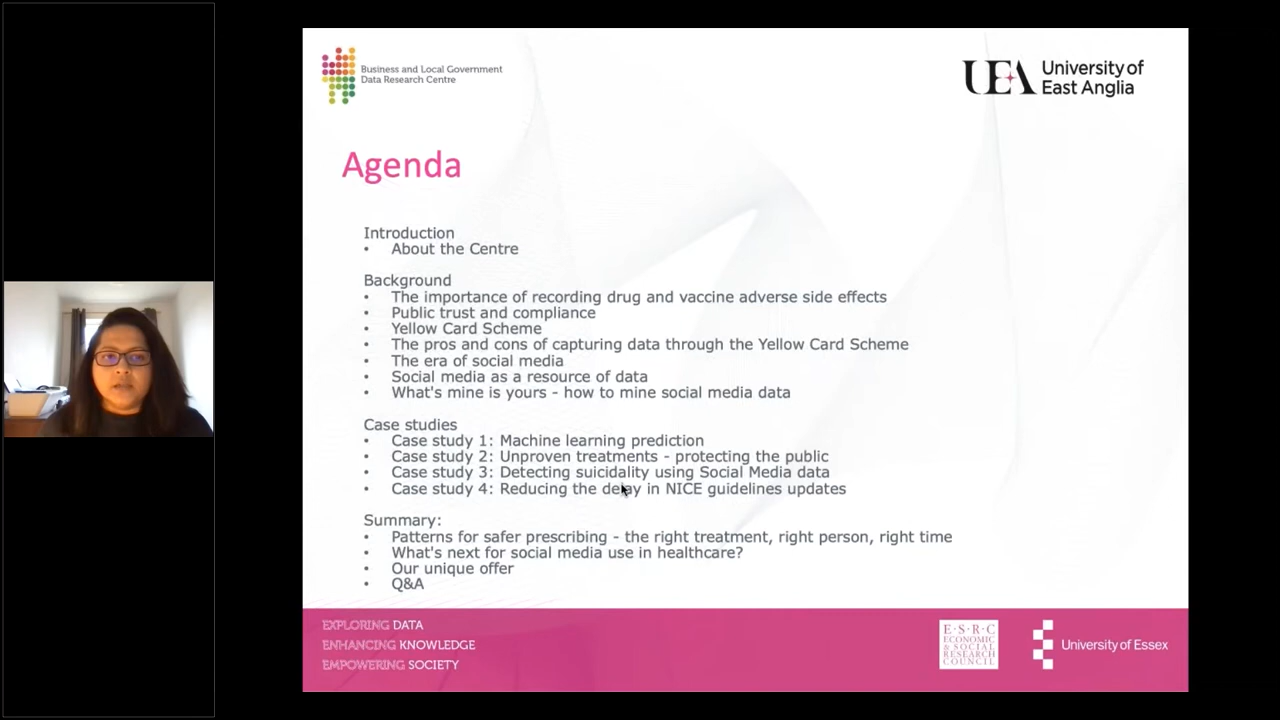 Business and Local Government
Data Research Centre
UEA University of
East Anglia
Agenda
Introduction
• About the Centre
Background
• The importance of recording drug and vaccine adverse side effects
• Public trust and compliance
• Yellow Card Scheme
• The pros and cons of capturing data through the Yellow Card Scheme
• The era of social media
• Social media as a resource of data
• What's mine is yours - how to mine social media data
Case studies
• Case study 1: Machine learning prediction
• Case study 2: Unproven treatments - protecting the public
• Case study 3: Detecting suicidality using Social Media data
• Case study 4: Reducing the delay in NICE guidelines updates
Summary:
• Patterns for safer prescribing - the right treatment, right person, right time
• What's next for social media use in healthcare?
• Our unique offer
• Q&A
EXPLORING DATA
ENHANCING KNOWLEDGE
EMPOWERING SOCIETY
E·S·R·C
ECONOMIC
& SOCIAL
RESEARCH
COUNCIL
University of Essex